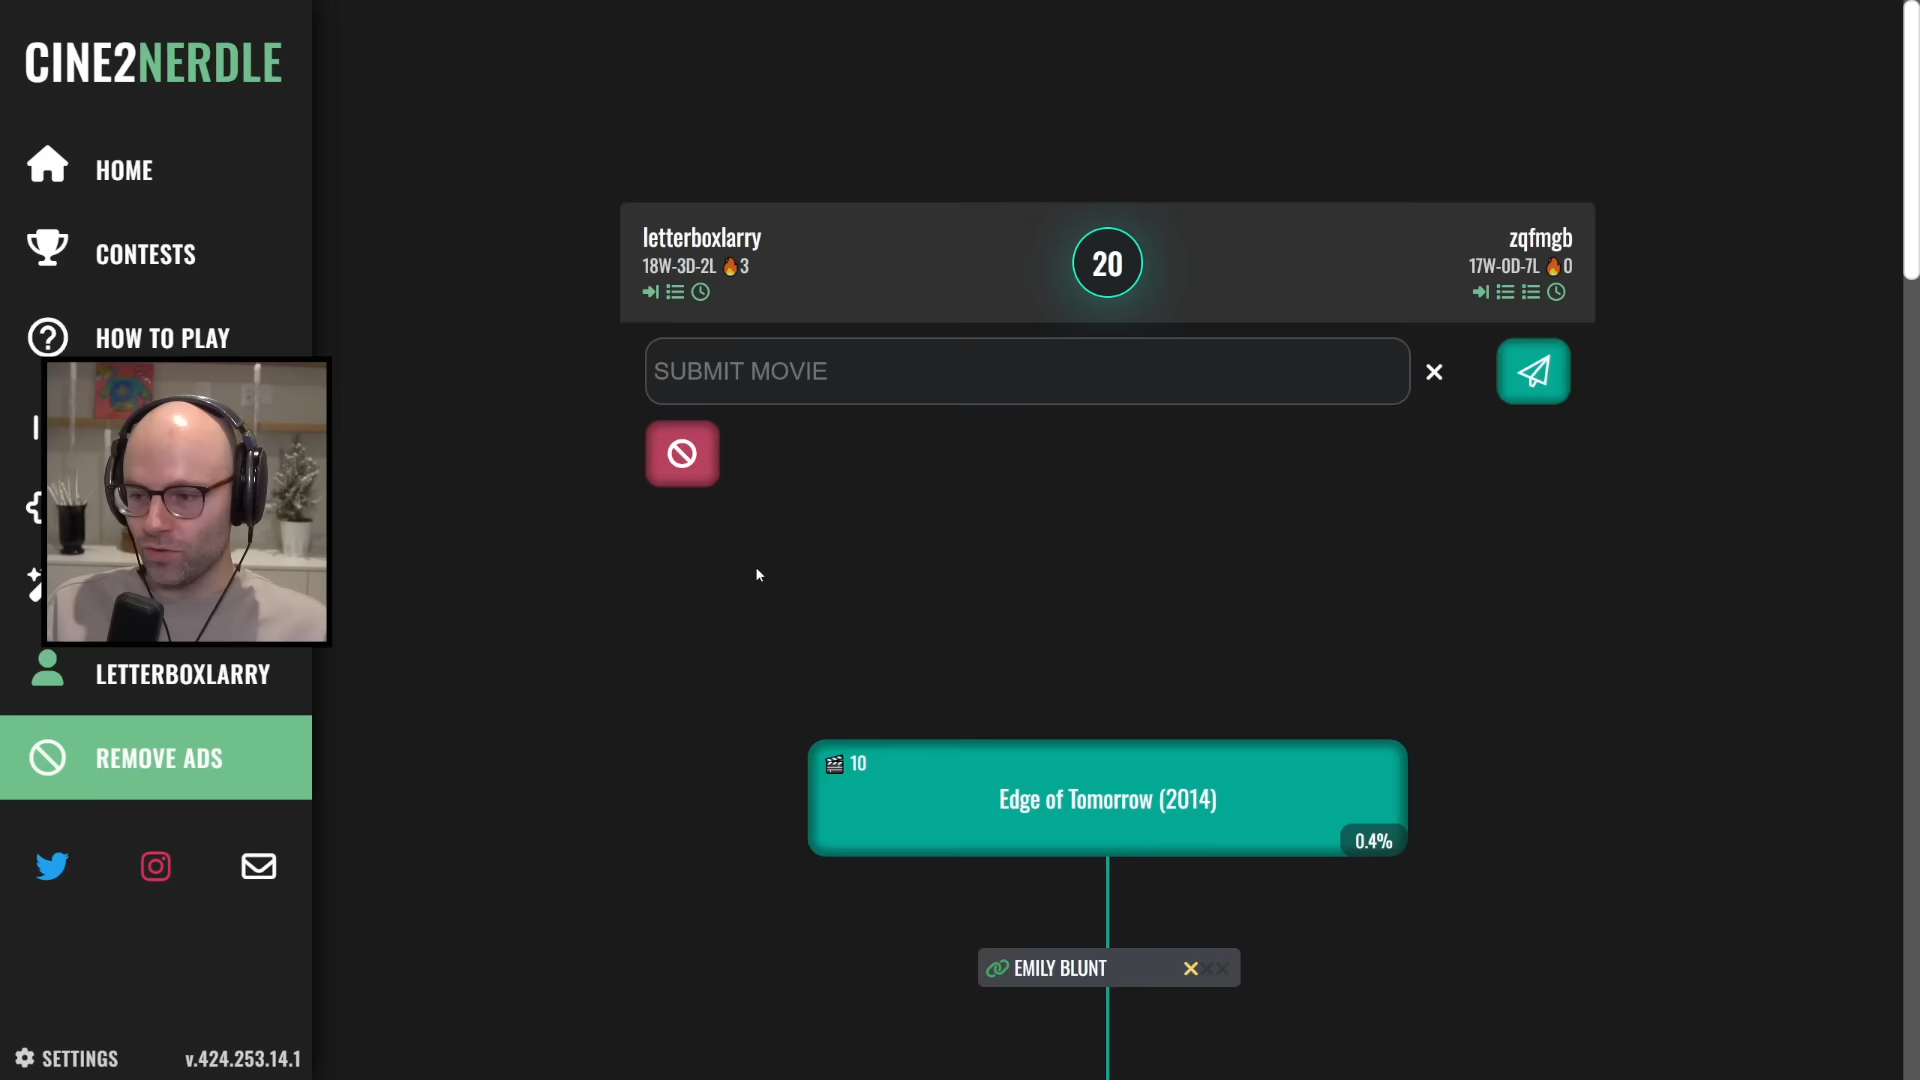 CINE2NERDLE
HOME
CONTESTS
HOW TO PLAY
LETTERBOXLARRY
REMOVE ADS
SETTINGS
v.424.253.14.1
letterboxlarry
18W-3D-2L 🔥3
20
zqfmgb
17W-0D-7L 🔥0
SUBMIT MOVIE
10
Edge of Tomorrow (2014)
0.4%
EMILY BLUNT